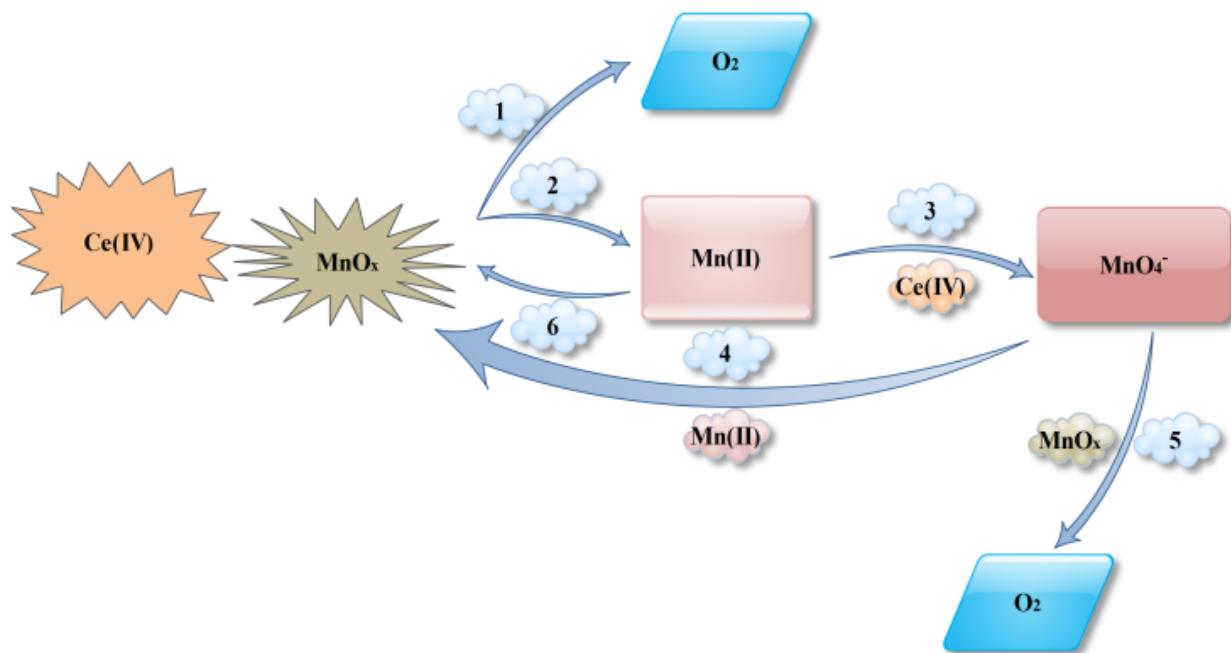 O₂
1
2
3
Ce(IV)
MnOₓ
Mn(II)
Ce(IV)
MnO₄⁻
6
4
Mn(II)
MnOₓ
5
O₂